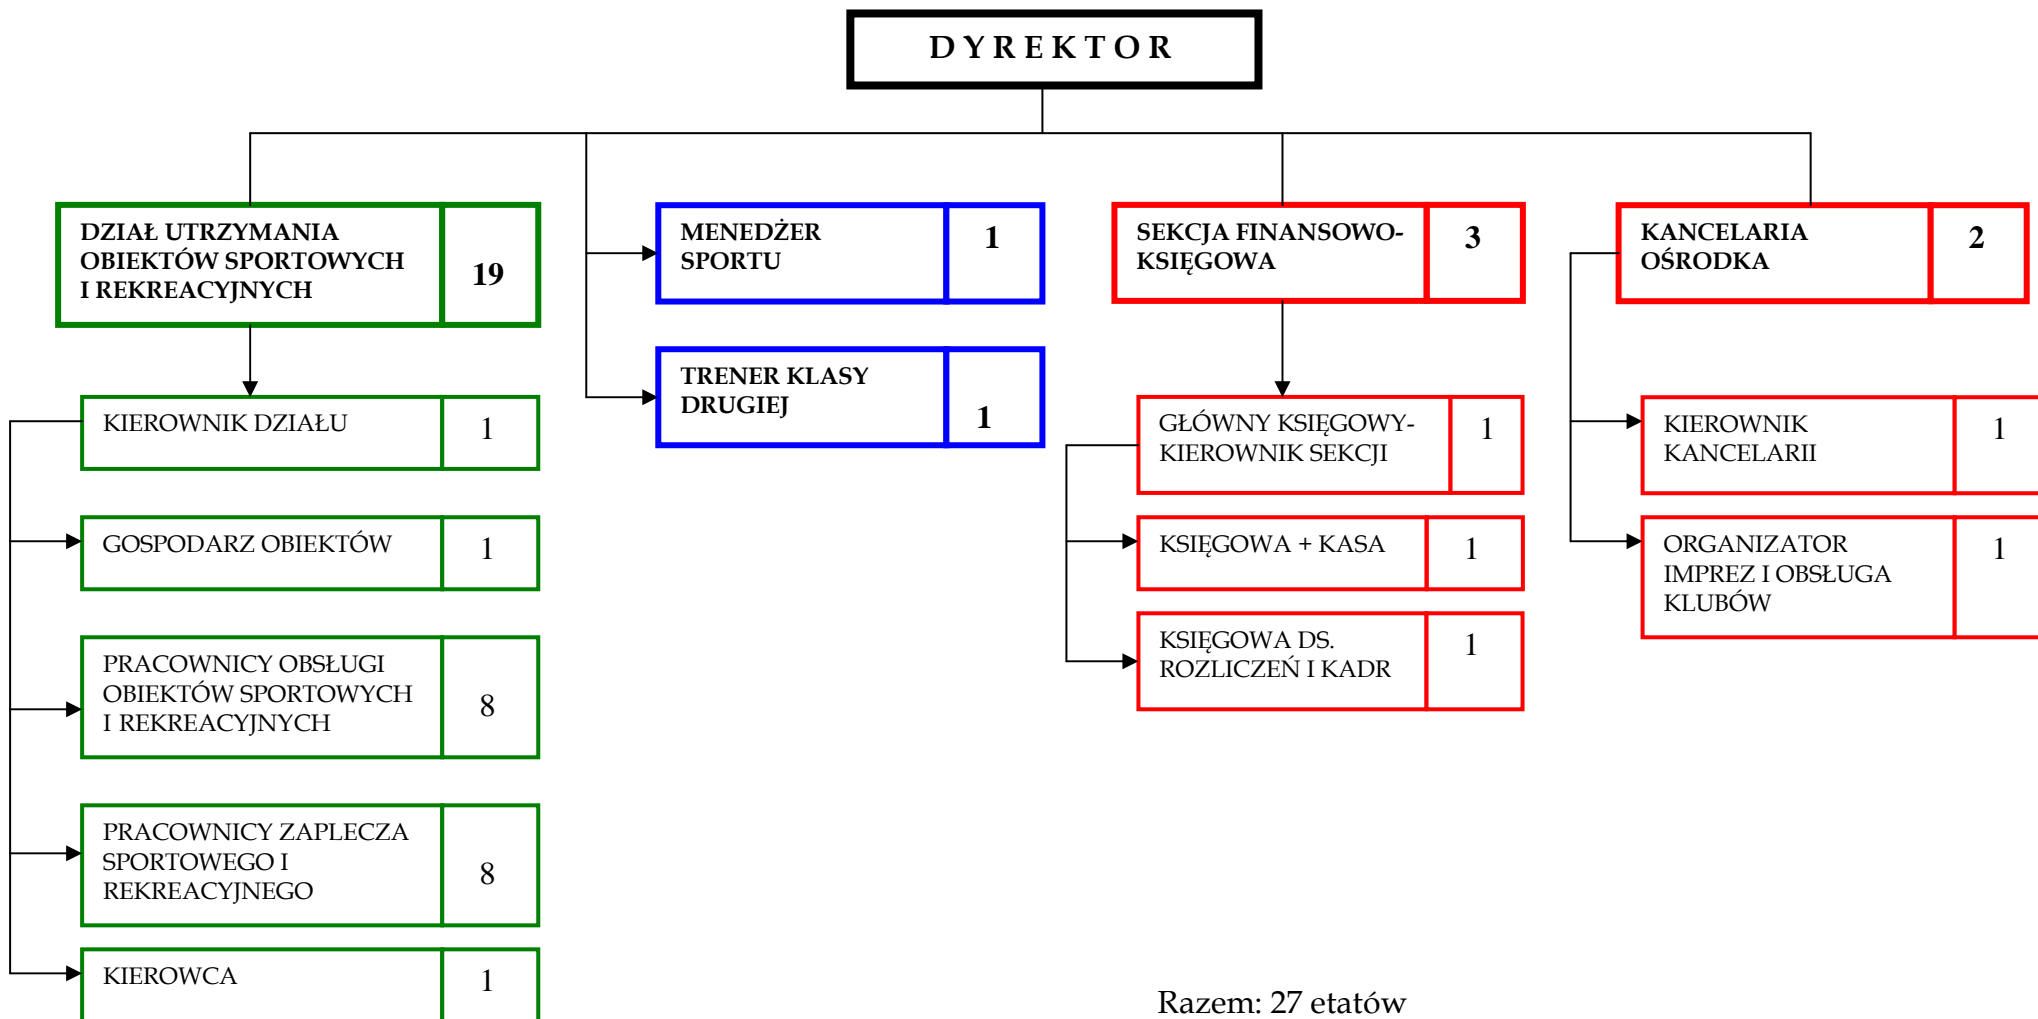 DYREKTOR
DZIAŁ UTRZYMANIA
OBIEKTÓW SPORTOWYCH
I REKREACYJNYCH
19
KIEROWNIK DZIAŁU
1
GOSPODARZ OBIEKTÓW
1
PRACOWNICY OBSŁUGI
OBIEKTÓW SPORTOWYCH
I REKREACYJNYCH
8
PRACOWNICY ZAPLECZA
SPORTOWEGO I
REKREACYJNEGO
8
KIEROWCA
1
MENEDŻER
SPORTU
1
TRENER KLASY
DRUGIEJ
1
SEKCJA FINANSOWO-
KSIĘGOWA
3
GŁÓWNY KSIĘGOWY-
KIEROWNIK SEKCJI
1
KSIĘGOWA + KASA
1
KSIĘGOWA DS.
ROZLICZEŃ I KADR
1
KANCELARIA
OŚRODKA
2
KIEROWNIK
KANCELARII
1
ORGANIZATOR
IMPREZ I OBSŁUGA
KLUBÓW
1
Razem: 27 etatów